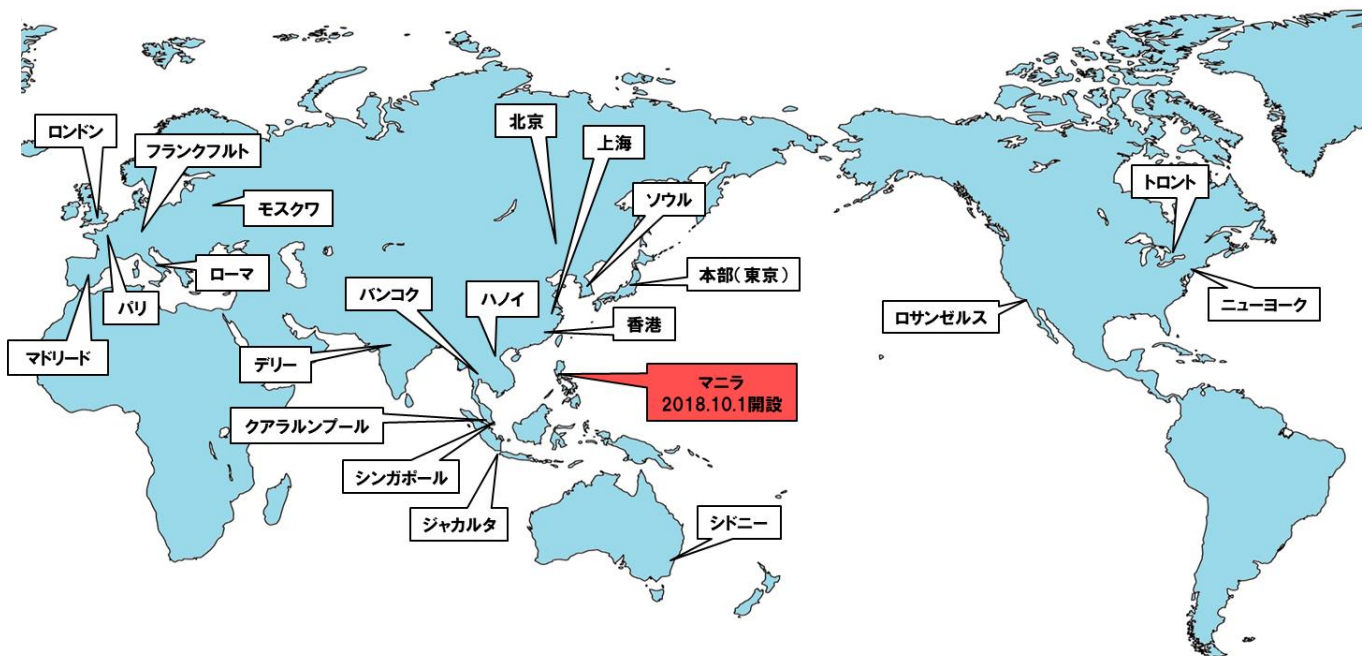 ロンドン
フランクフルト
モスクワ
ローマ
パリ
マドリード
北京
上海
ソウル
本部(東京)
バンコク
ハノイ
香港
デリー
マニラ
2018.10.1開設
クアラルンプール
シンガポール
ジャカルタ
シドニー
トロント
ニューヨーク
ロサンゼルス